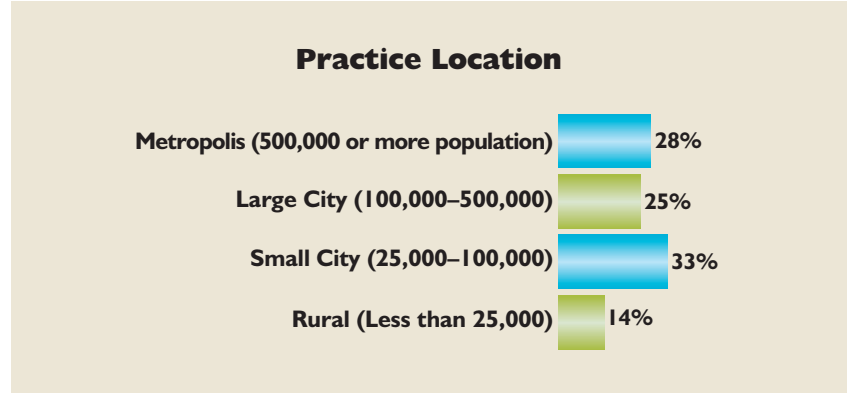 Practice Location
Metropolis (500,000 or more population) 28%
Large City (100,000–500,000) 25%
Small City (25,000–100,000) 33%
Rural (Less than 25,000) 14%